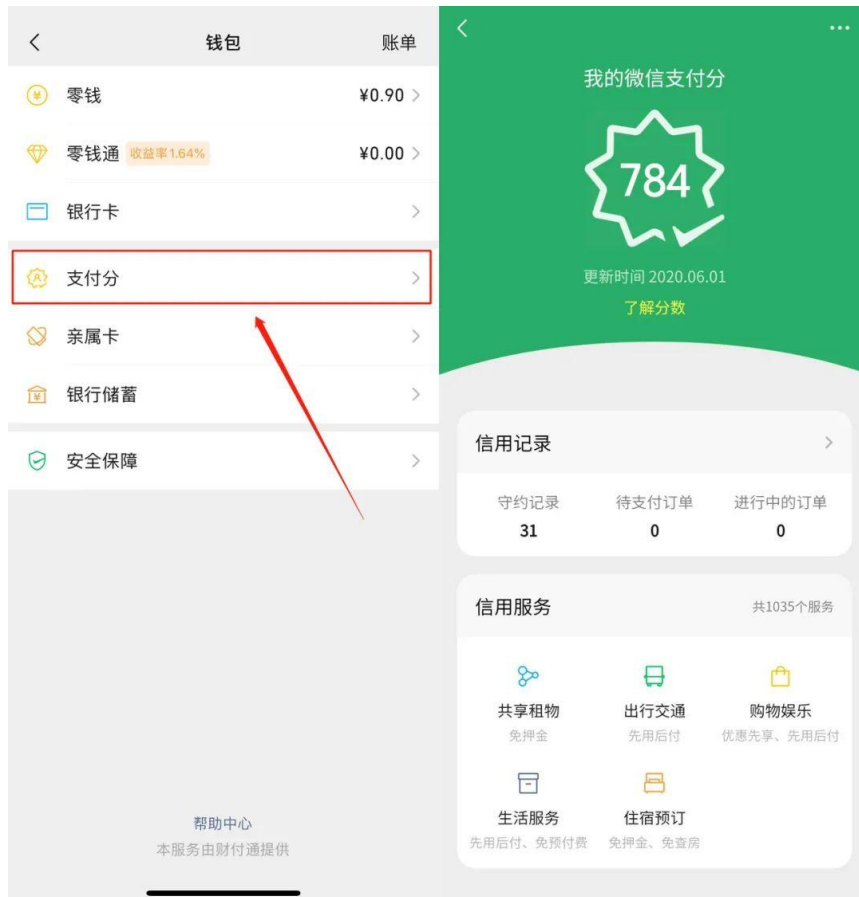 钱包
账单
零钱
¥0.90
零钱通 收益率1.64%
¥0.00
银行卡
支付分
亲属卡
银行储蓄
安全保障
帮助中心
本服务由财付通提供
我的微信支付分
784
更新时间 2020.06.01
了解分数
信用记录
守约记录 待支付订单 进行中的订单
31 0 0
信用服务 共1035个服务
共享租物 出行交通 购物娱乐
免押金 先用后付 优惠先享、先用后付
生活服务 住宿预订
先用后付、免预付费 免押金、免查房